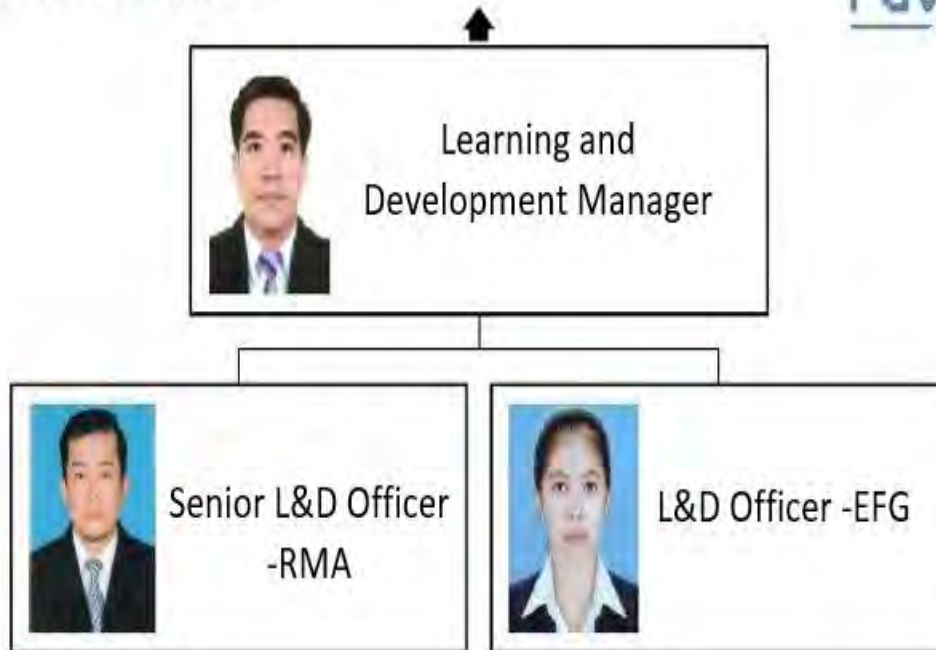 Learning and
Development Manager
Senior L&D Officer
-RMA
L&D Officer -EFG